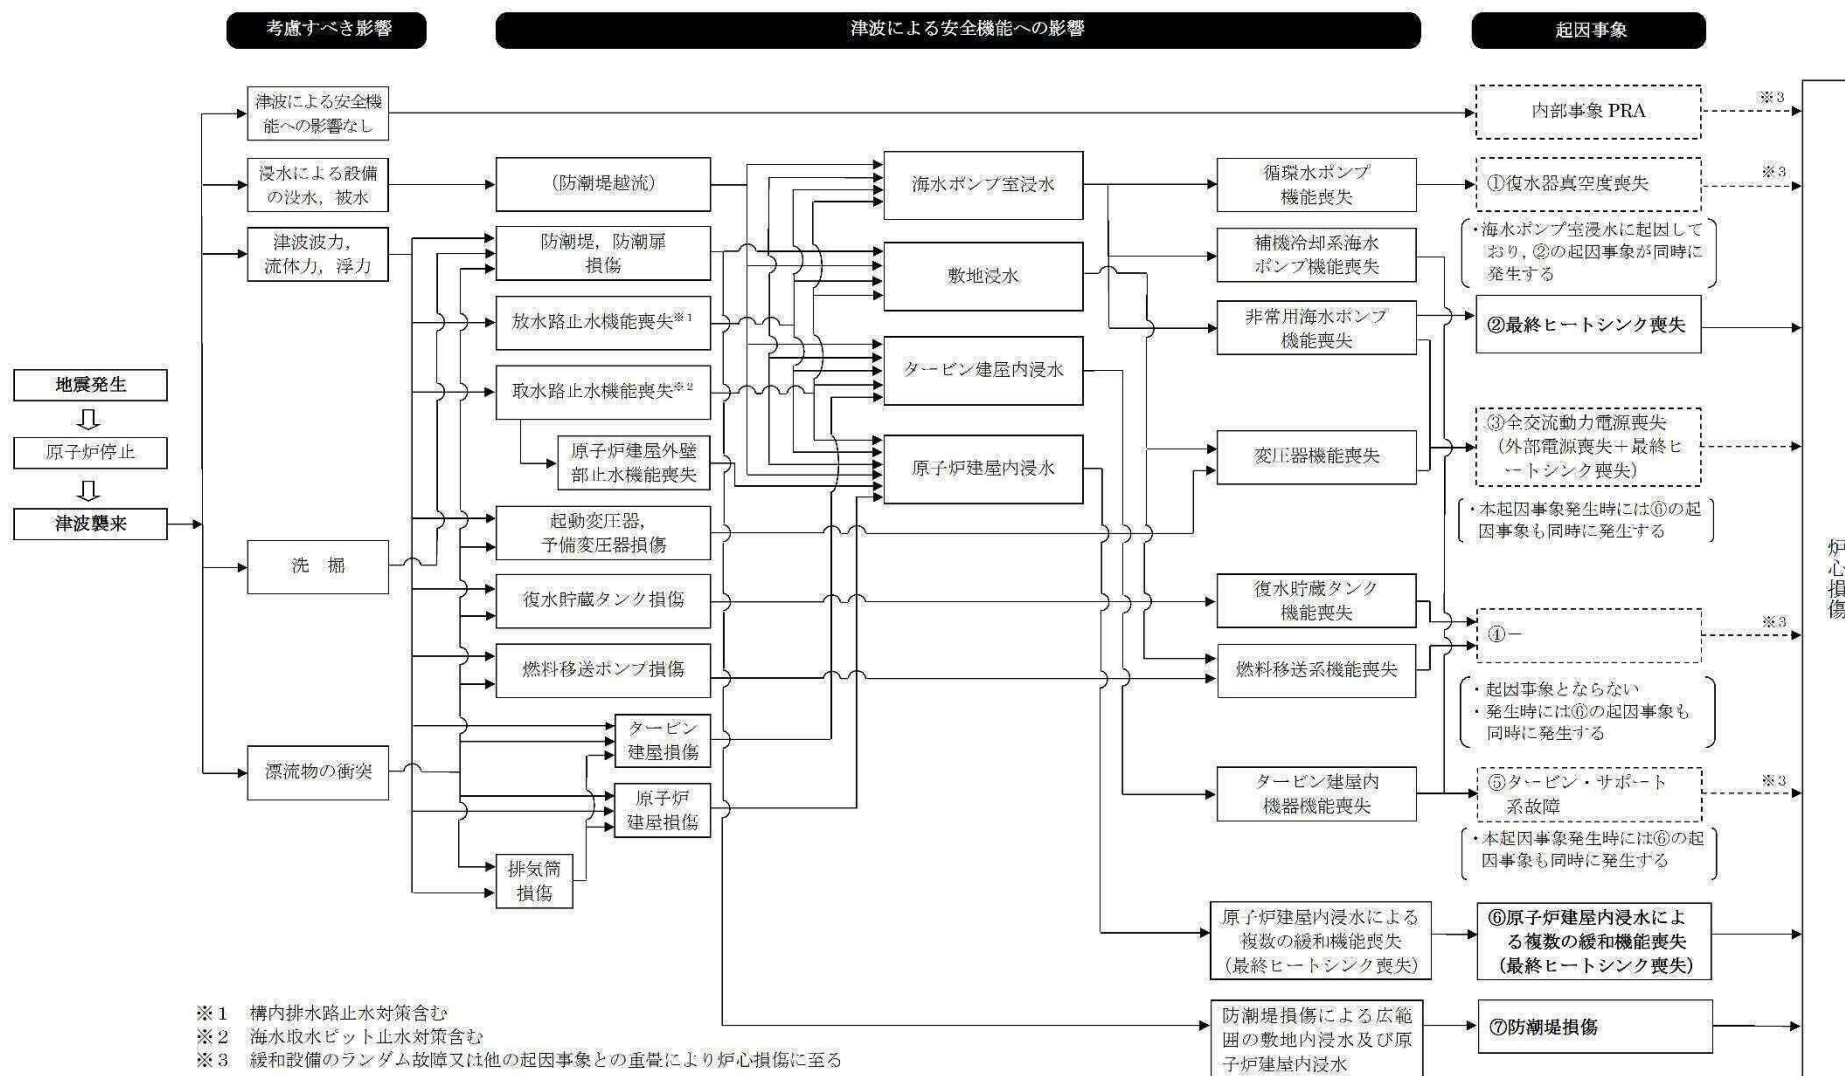 考慮すべき影響
津波による安全機能への影響
起因事象
地震発生
原子炉停止
津波襲来
津波による安全機
能への影響なし
浸水による設備
の没水，被水
津波波力，
流体力，浮力
洗　掘
漂流物の衝突
(防潮堤越流)
防潮堤，防潮扉
損傷
放水路止水機能喪失※1
取水路止水機能喪失※2
原子炉建屋外壁
部止水機能喪失
起動変圧器，
予備変圧器損傷
復水貯蔵タンク損傷
燃料移送ポンプ損傷
タービン
建屋損傷
原子炉
建屋損傷
排気筒
損傷
海水ポンプ室浸水
敷地浸水
タービン建屋内浸水
原子炉建屋内浸水
循環水ポンプ
機能喪失
補機冷却系海水
ポンプ機能喪失
非常用海水ポンプ
機能喪失
変圧器機能喪失
復水貯蔵タンク
機能喪失
燃料移送系機能喪失
タービン建屋内
機器機能喪失
原子炉建屋内浸水による
複数の緩和機能喪失
(最終ヒートシンク喪失)
防潮堤損傷による広範
囲の敷地内浸水及び原
子炉建屋内浸水
内部事象 PRA
※3
①復水器真空度喪失
※3
・海水ポンプ室浸水に起因して
おり，②の起因事象が同時に
発生する
②最終ヒートシンク喪失
③全交流動力電源喪失
(外部電源喪失＋最終ヒ
ートシンク喪失)
・本起因事象発生時には⑥の起
因事象も同時に発生する
④－
※3
・起因事象とならない
・発生時には⑥の起因事象も
同時に発生する
⑤タービン・サポート
系故障
※3
・本起因事象発生時には⑥の起
因事象も同時に発生する
⑥原子炉建屋内浸水によ
る複数の緩和機能喪失
(最終ヒートシンク喪失)
⑦防潮堤損傷
炉心損傷
※1　構内排水路止水対策含む
※2　海水取水ピット止水対策含む
※3　緩和設備のランダム故障又は他の起因事象との重畳により炉心損傷に至る